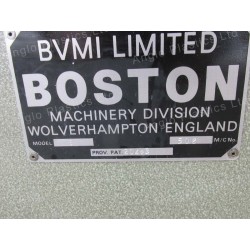 BVMI LIMITED
BOSTON
MACHINERY DIVISION
WOLVERHAMPTON ENGLAND
MODEL M/C No.
PROV. PAT.